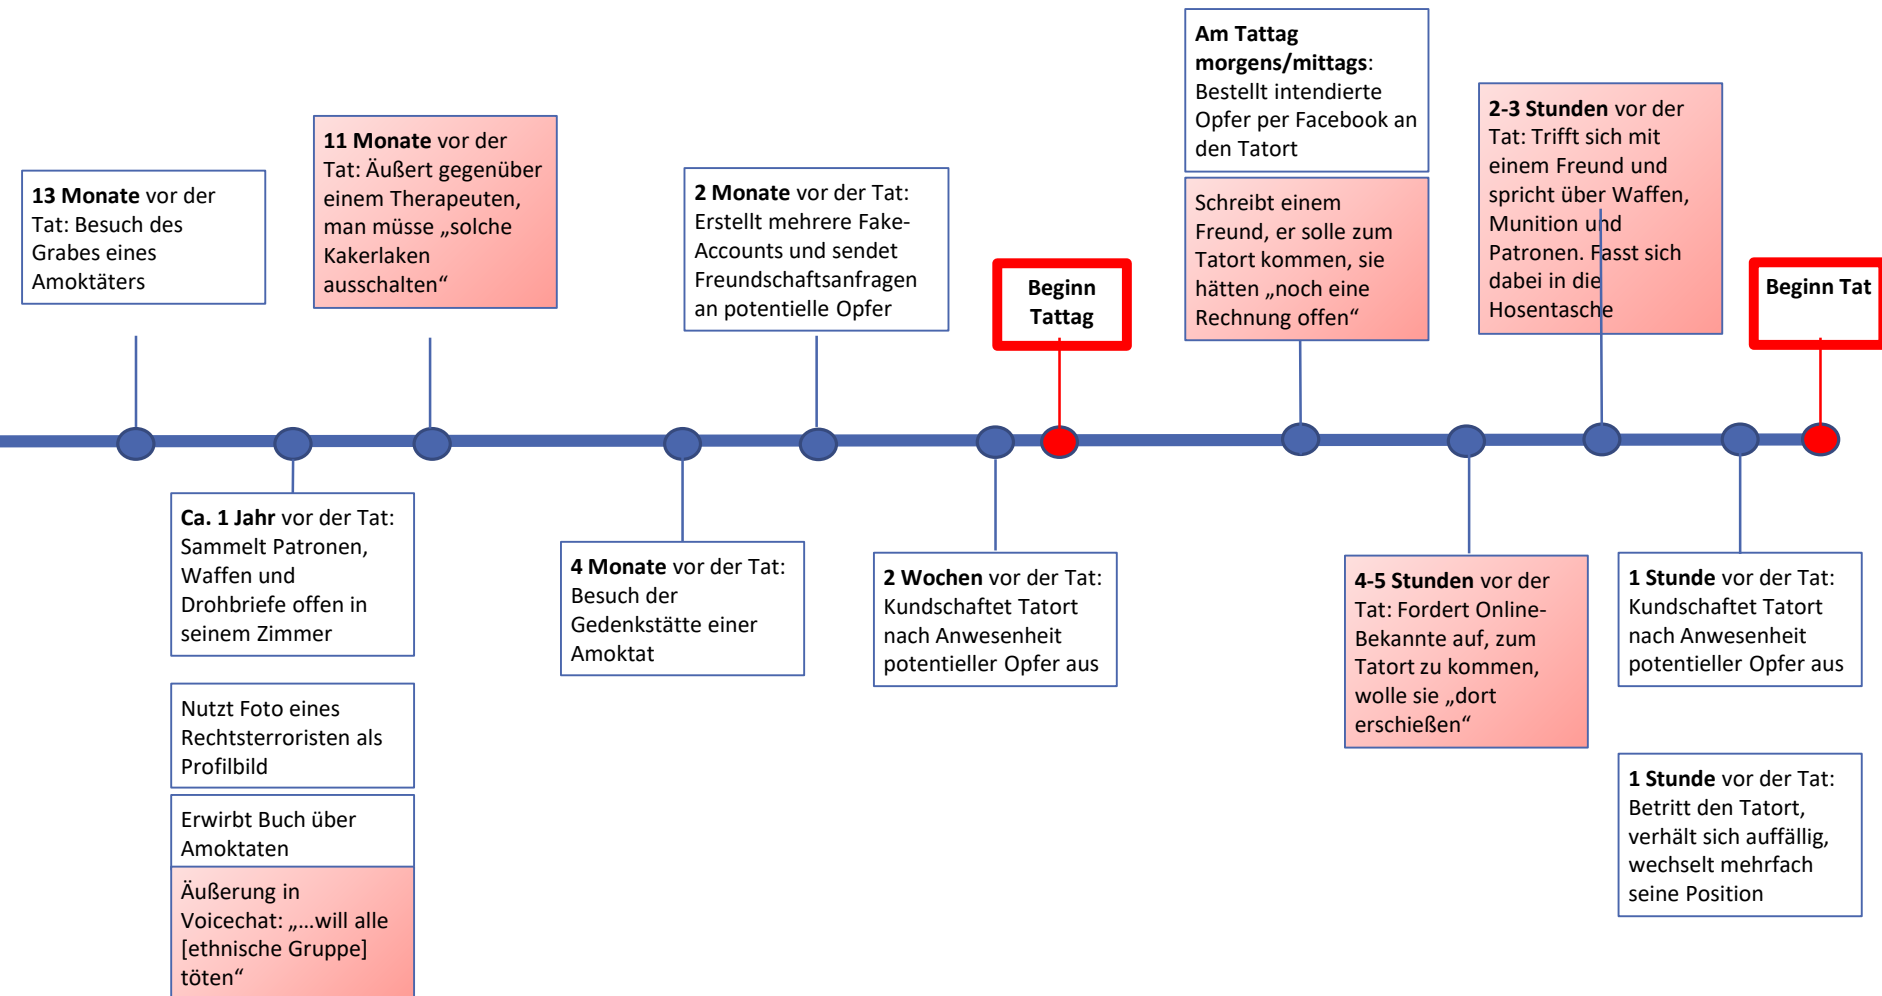 13 Monate vor der
Tat: Besuch des
Grabes eines
Amoktäters
11 Monate vor der
Tat: Äußert gegenüber
einem Therapeuten,
man müsse „solche
Kakerlaken
ausschalten“
2 Monate vor der Tat:
Erstellt mehrere Fake-
Accounts und sendet
Freundschaftsanfragen
an potentielle Opfer
Beginn
Tattag
Am Tattag
morgens/mittags:
Bestellt intendierte
Opfer per Facebook an
den Tatort
Schreibt einem
Freund, er solle zum
Tatort kommen, sie
hätten „noch eine
Rechnung offen“
2-3 Stunden vor der
Tat: Trifft sich mit
einem Freund und
spricht über Waffen,
Munition und
Patronen. Fasst sich
dabei in die
Hosentasche
Beginn Tat
Ca. 1 Jahr vor der Tat:
Sammelt Patronen,
Waffen und
Drohbriefe offen in
seinem Zimmer
Nutzt Foto eines
Rechtsterroristen als
Profilbild
Erwirbt Buch über
Amoktaten
Äußerung in
Voicechat: „…will alle
[ethnische Gruppe]
töten“
4 Monate vor der Tat:
Besuch der
Gedenkstätte einer
Amoktat
2 Wochen vor der Tat:
Kundschaftet Tatort
nach Anwesenheit
potentieller Opfer aus
4-5 Stunden vor der
Tat: Fordert Online-
Bekannte auf, zum
Tatort zu kommen,
wolle sie „dort
erschießen“
1 Stunde vor der Tat:
Kundschaftet Tatort
nach Anwesenheit
potentieller Opfer aus
1 Stunde vor der Tat:
Betritt den Tatort,
verhält sich auffällig,
wechselt mehrfach
seine Position